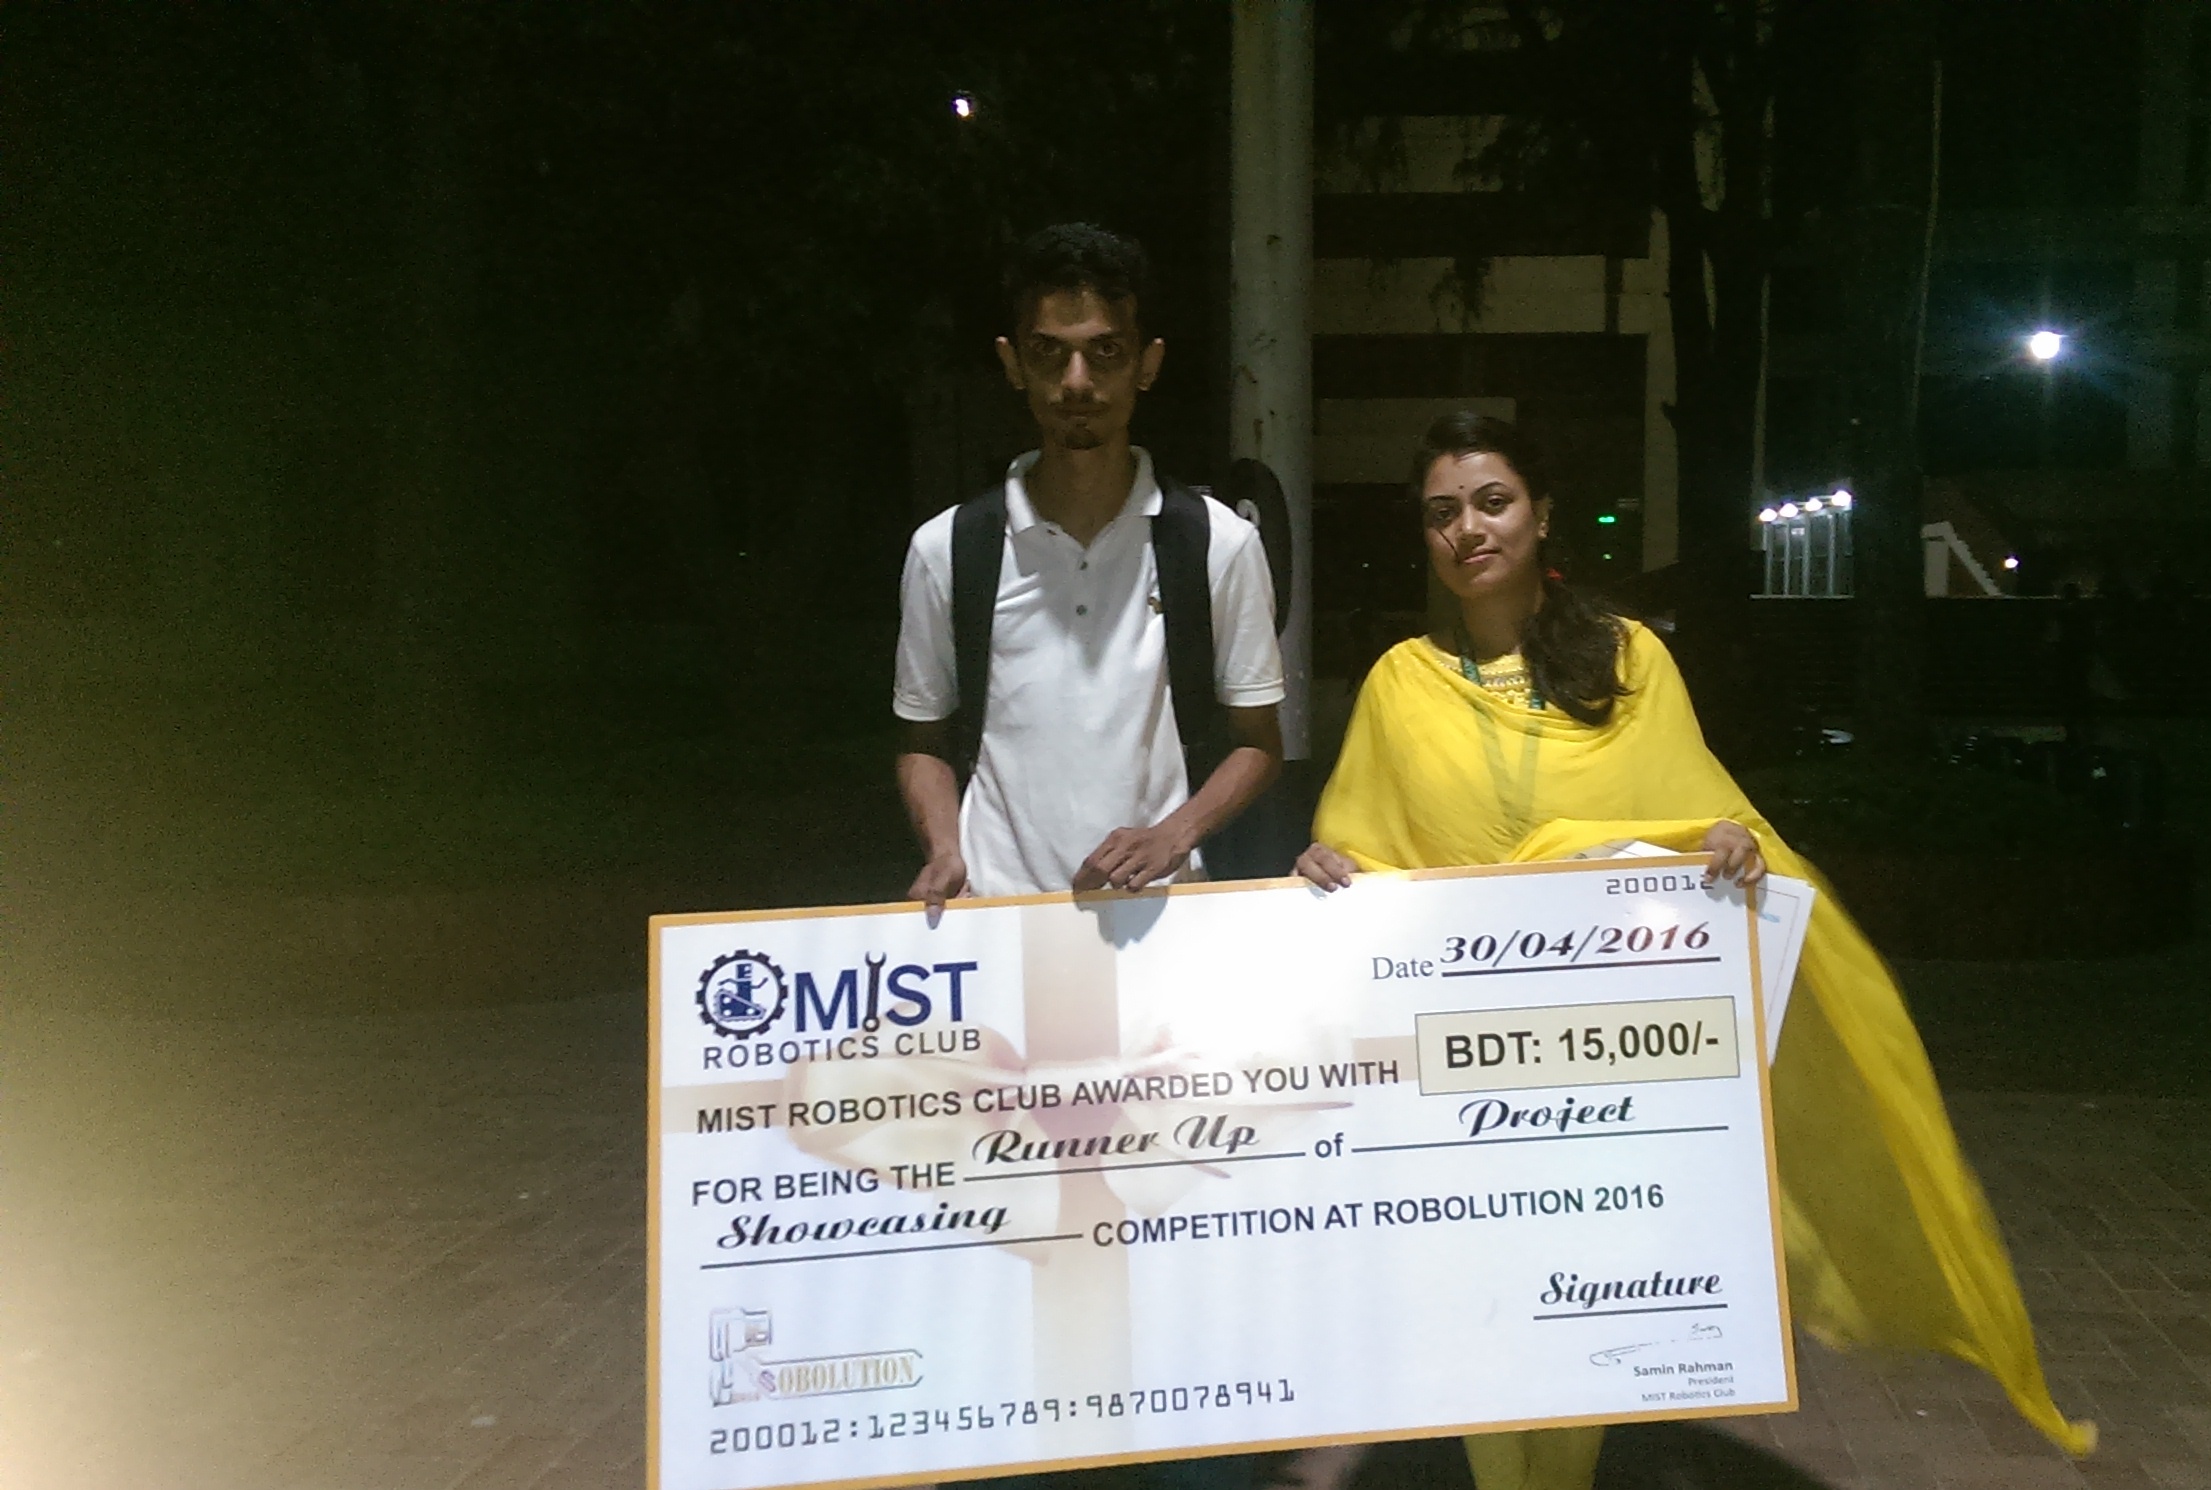 200012
MIST
ROBOTICS CLUB
Date 30/04/2016
MIST ROBOTICS CLUB AWARDED YOU WITH BDT: 15,000/-
FOR BEING THE Runner Up of Project
Showcasing COMPETITION AT ROBOLUTION 2016
Signature
Samin Rahman
President
MIST Robotics Club
OBOLUTION
200012:123456789:9870078941